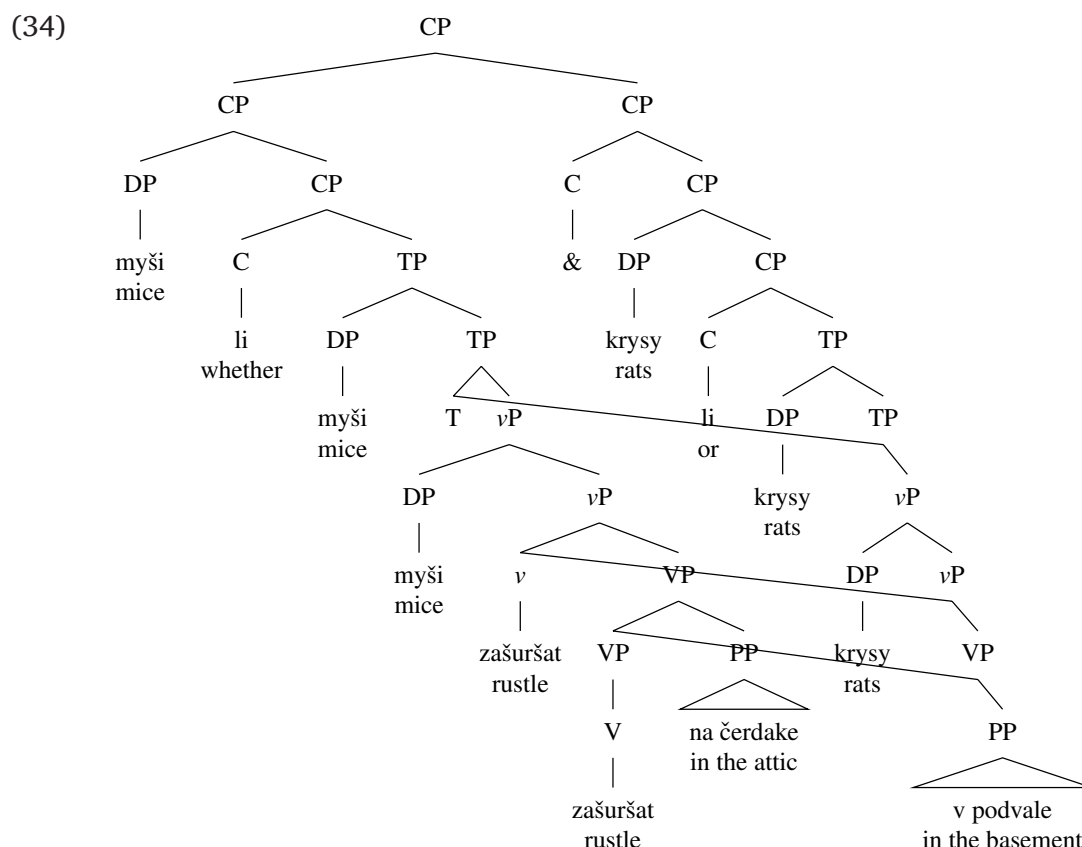 (34)
CP
CP CP
DP CP C CP
myši C TP & DP CP
mice
li DP TP krysy C TP
whether rats
myši T vP li DP TP
mice or
DP vP krysy vP
rats
myši v VP DP vP
mice
zašuršat VP PP krysy VP
rustle rats
V na čerdake PP
in the attic
zašuršat v podvale
rustle in the basement